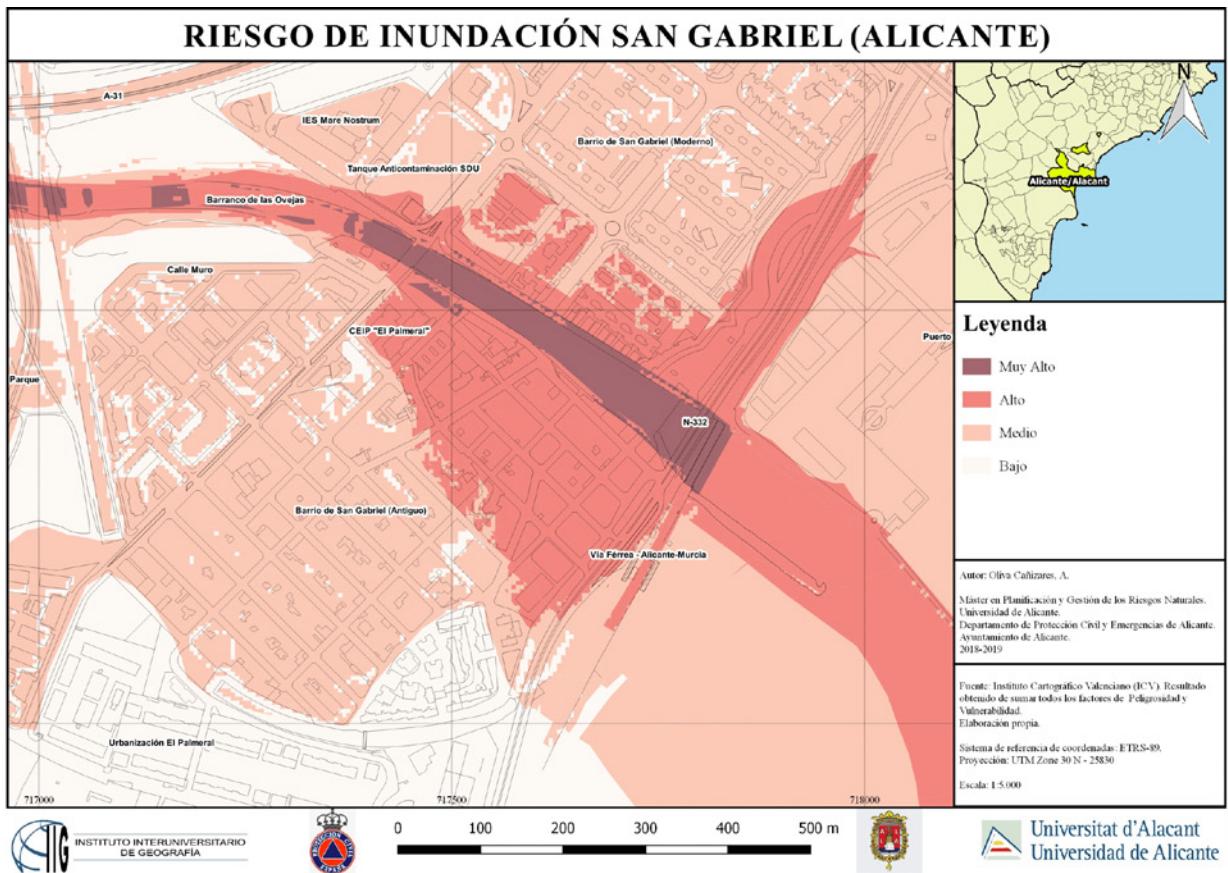 RIESGO DE INUNDACIÓN SAN GABRIEL (ALICANTE)
A-31
IES Mare Nostrum
Barrio de San Gabriel (Moderno)
Tanque Anticontaminación SDU
Barranco de las Ovejas
Calle Muro
CEIP "El Palmeral"
Puerto
Parque
N-332
Barrio de San Gabriel (Antiguo)
Vía Férrea - Alicante-Murcia
Urbanización El Palmeral
717000
717500
718000
N
Alicante/Alacant
Leyenda
Muy Alto
Alto
Medio
Bajo
Autor: Oliva Cañizares, A.
Máster en Planificación y Gestión de los Riesgos Naturales.
Universidad de Alicante.
Departamento de Protección Civil y Emergencias de Alicante.
Ayuntamiento de Alicante.
2018-2019
Fuente: Instituto Cartográfico Valenciano (ICV). Resultado
obtenido de sumar todos los factores de Peligrosidad y
Vulnerabilidad.
Elaboración propia.
Sistema de referencia de coordenadas: ETRS-89.
Proyección: UTM Zone 30 N - 25830
Escala: 1:5.000
IIG
INSTITUTO INTERUNIVERSITARIO
DE GEOGRAFÍA
PROTECCION CIVIL
ESPAÑA
0 100 200 300 400 500 m
Universitat d'Alacant
Universidad de Alicante